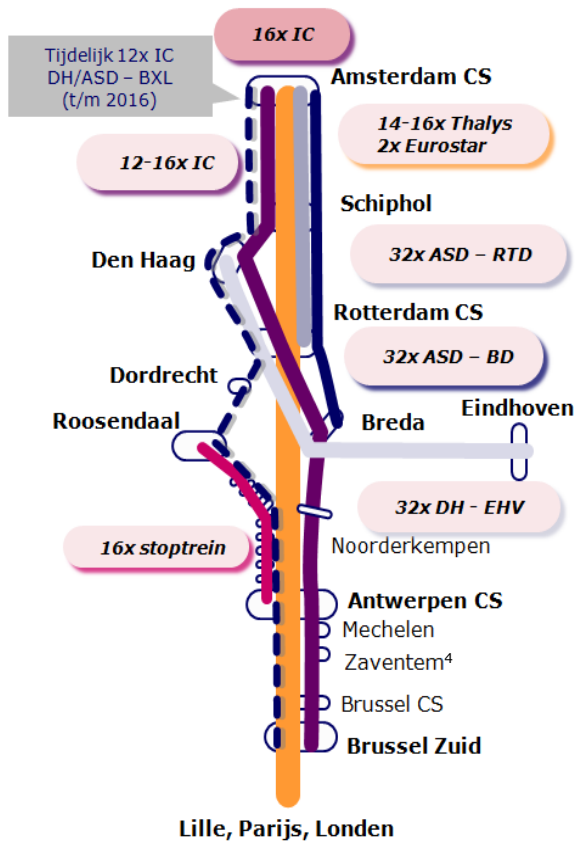 16x IC
Tijdelijk 12x IC
DH/ASD – BXL
(t/m 2016)
Amsterdam CS
14-16x Thalys
2x Eurostar
12-16x IC
Schiphol
Den Haag
32x ASD – RTD
Rotterdam CS
32x ASD – BD
Dordrecht
Roosendaal
Breda
Eindhoven
32x DH - EHV
16x stoptrein
Noorderkempen
Antwerpen CS
Mechelen
Zaventem⁴
Brussel CS
Brussel Zuid
Lille, Parijs, Londen